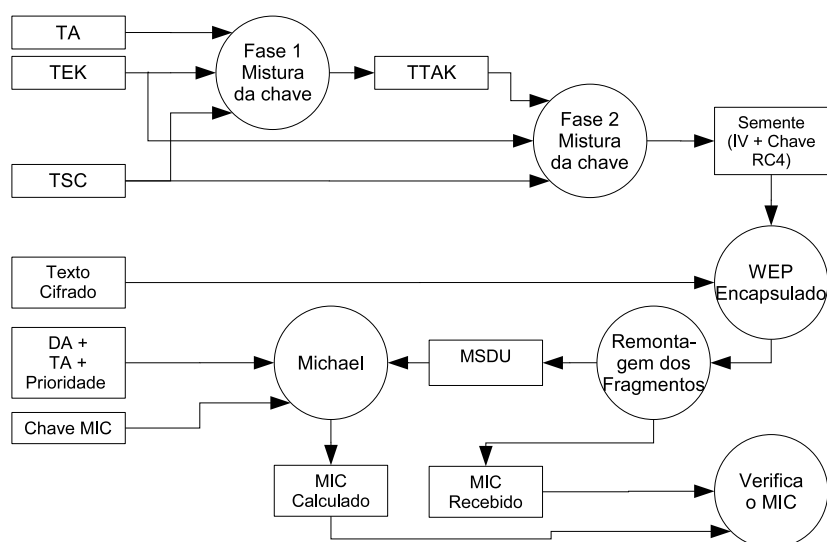 TA
TEK
TSC
Fase 1
Mistura
da chave
TTAK
Fase 2
Mistura
da chave
Semente
(IV + Chave
RC4)
Texto
Cifrado
WEP
Encapsulado
DA +
TA +
Prioridade
Chave MIC
Michael
MSDU
Remonta-
gem dos
Fragmentos
MIC
Calculado
MIC
Recebido
Verifica
o MIC